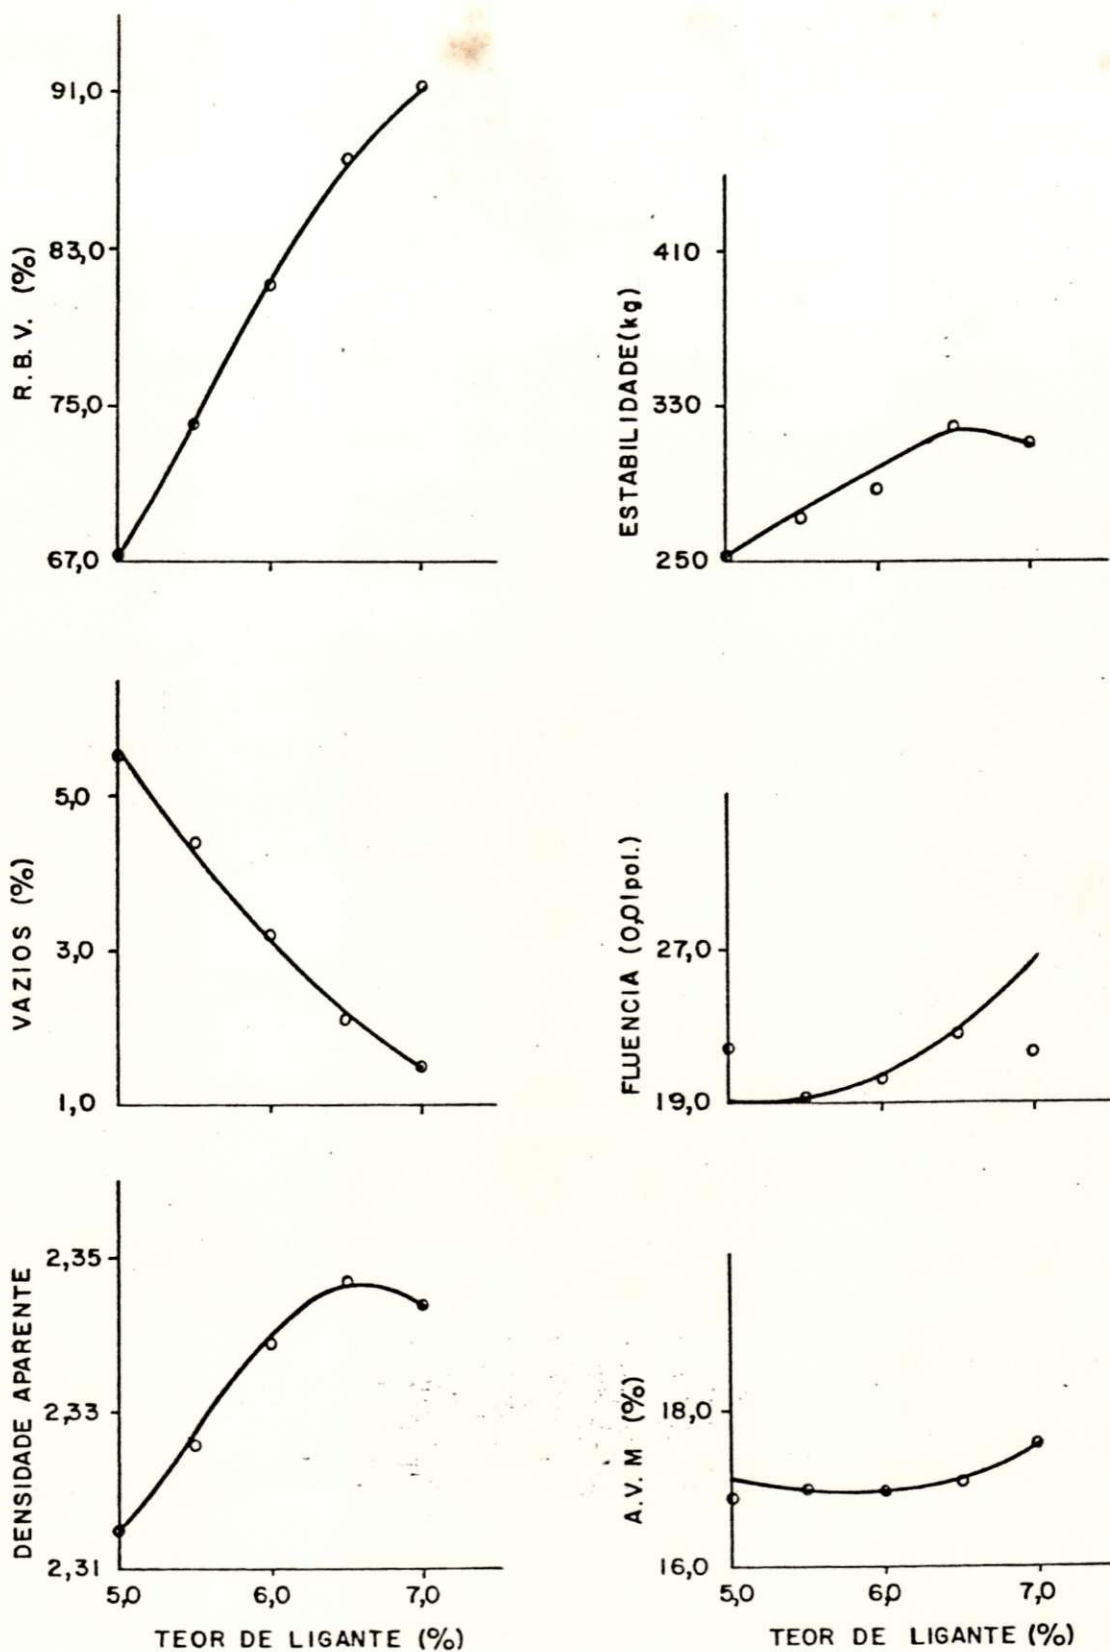 R.B.V. (%)
91,0
83,0
75,0
67,0
ESTABILIDADE(kg)
410
330
250
VAZIOS (%)
5,0
3,0
1,0
FLUENCIA (0,01pol.)
27,0
19,0
DENSIDADE APARENTE
2,35
2,33
2,31
5,0 6,0 7,0
TEOR DE LIGANTE (%)
A.V.M (%)
18,0
16,0
5,0 6,0 7,0
TEOR DE LIGANTE (%)